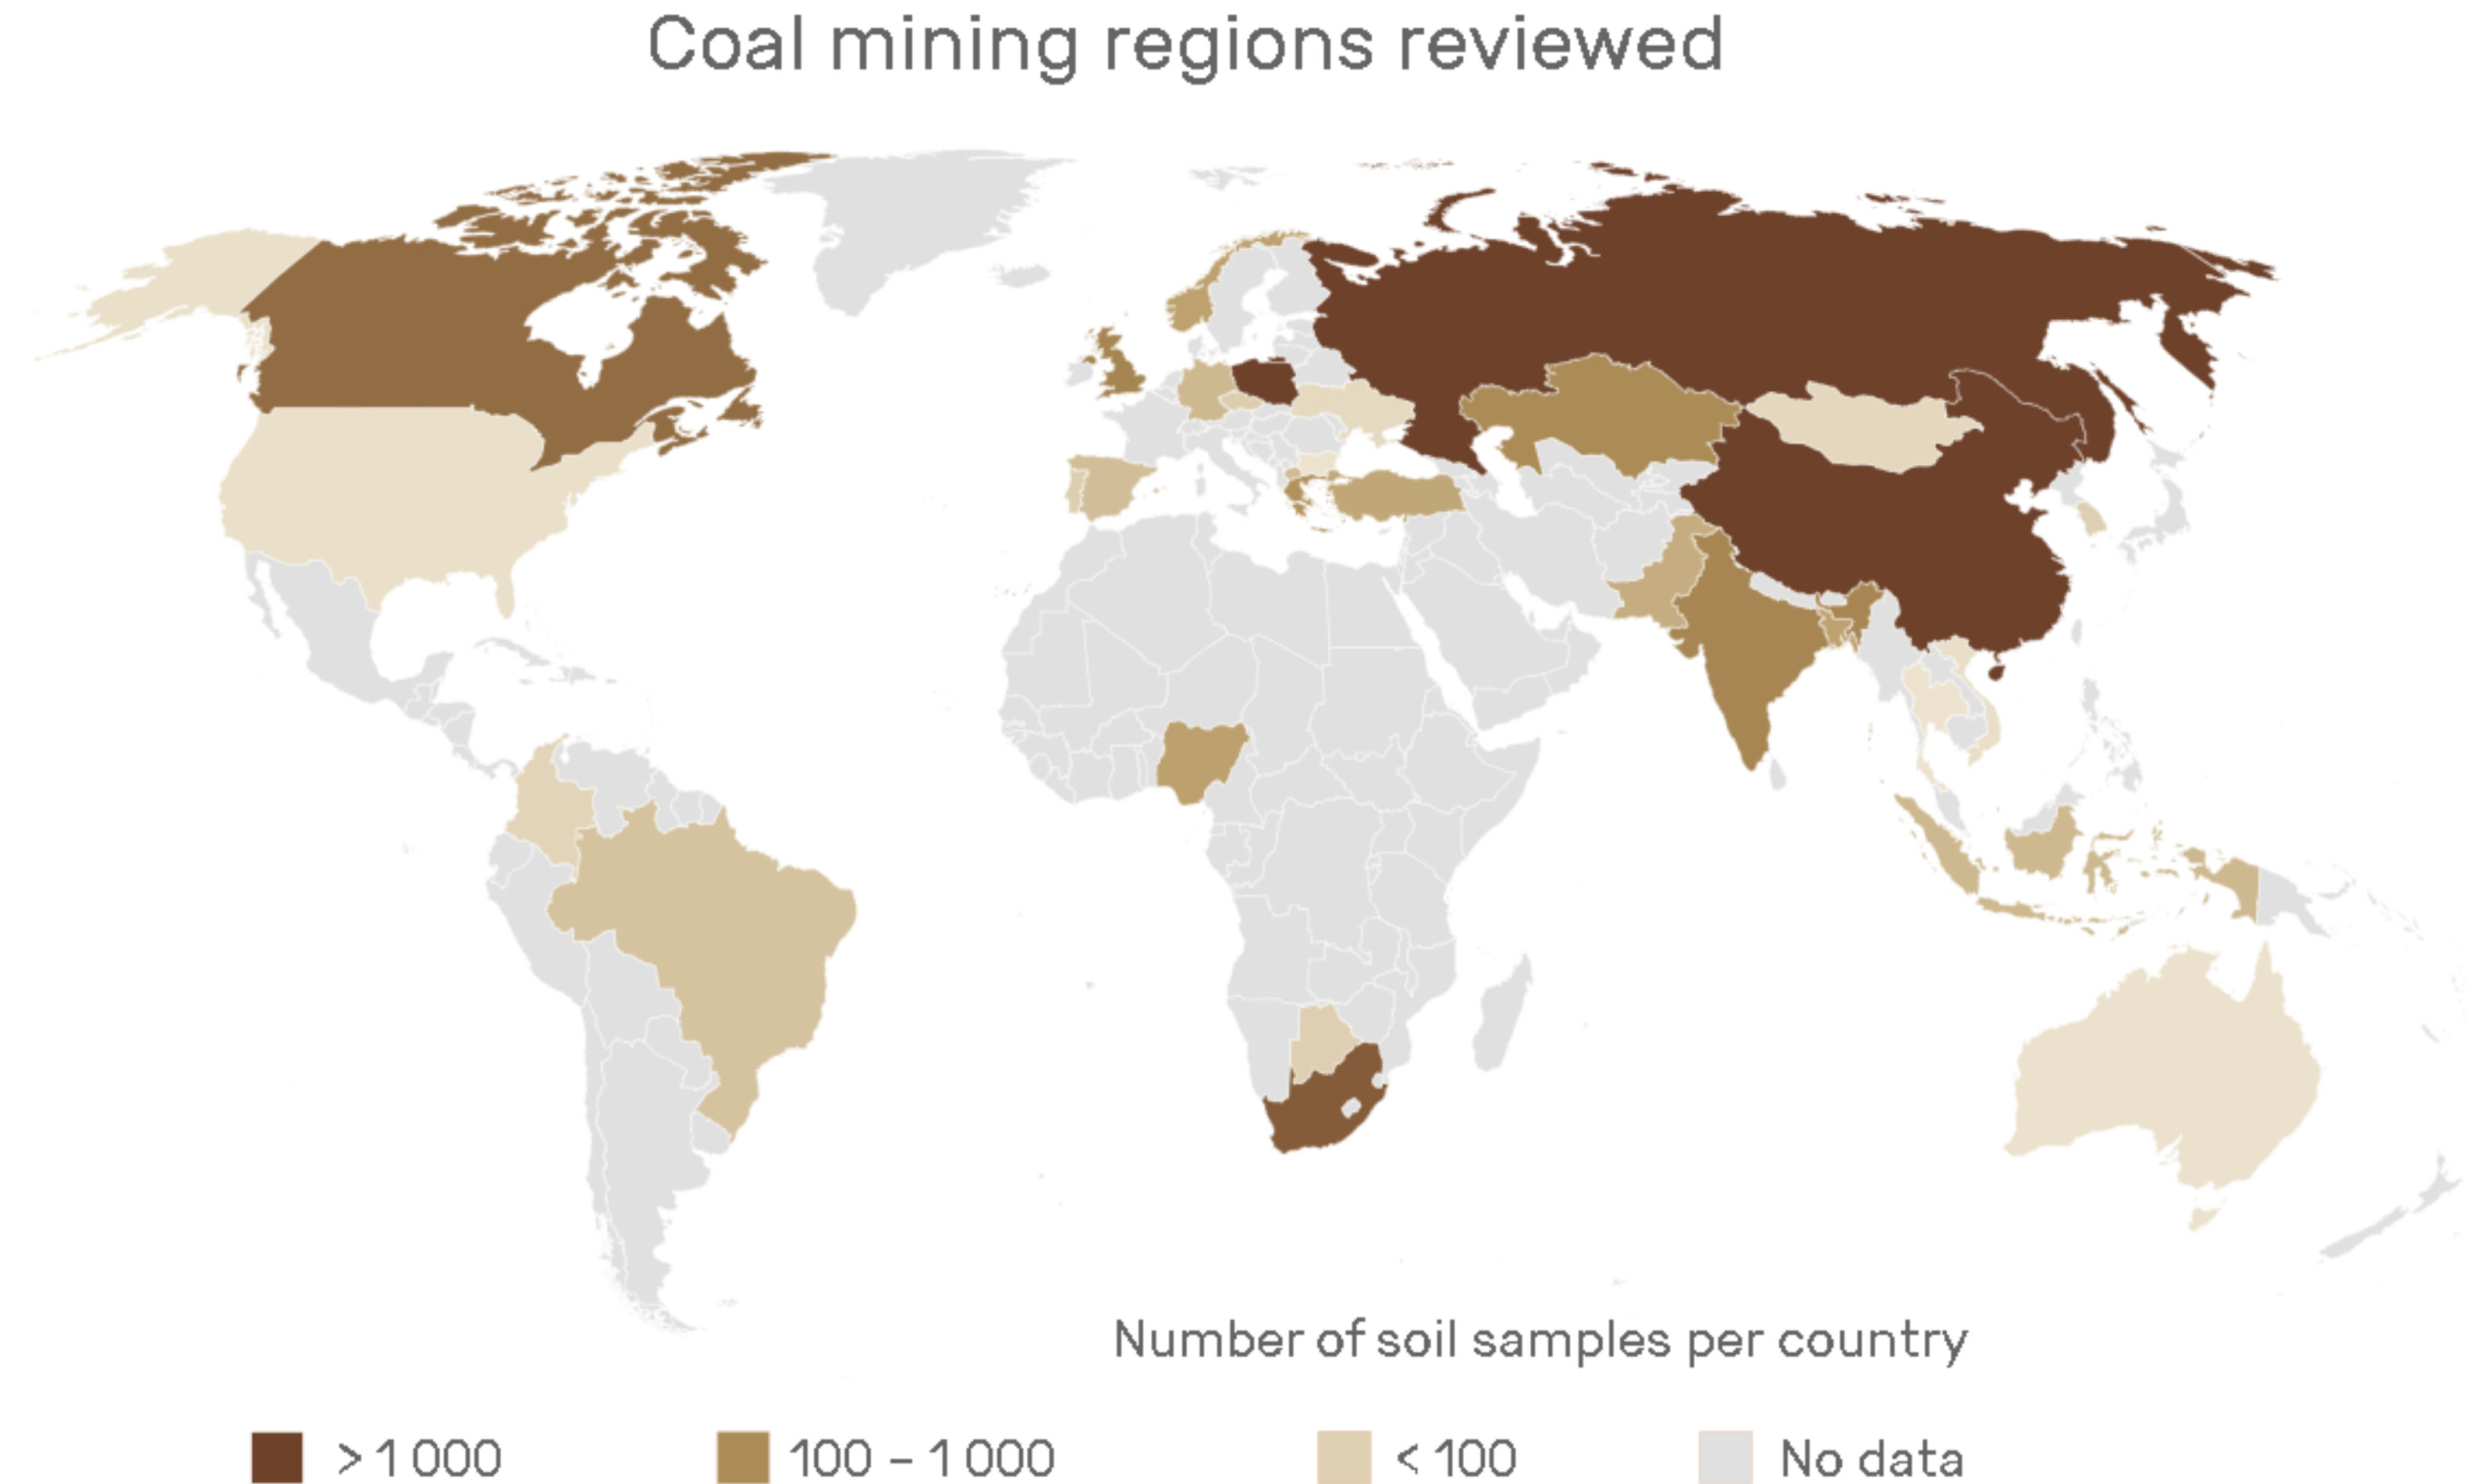 Coal mining regions reviewed
Number of soil samples per country
> 1 000
100 – 1 000
< 100
No data